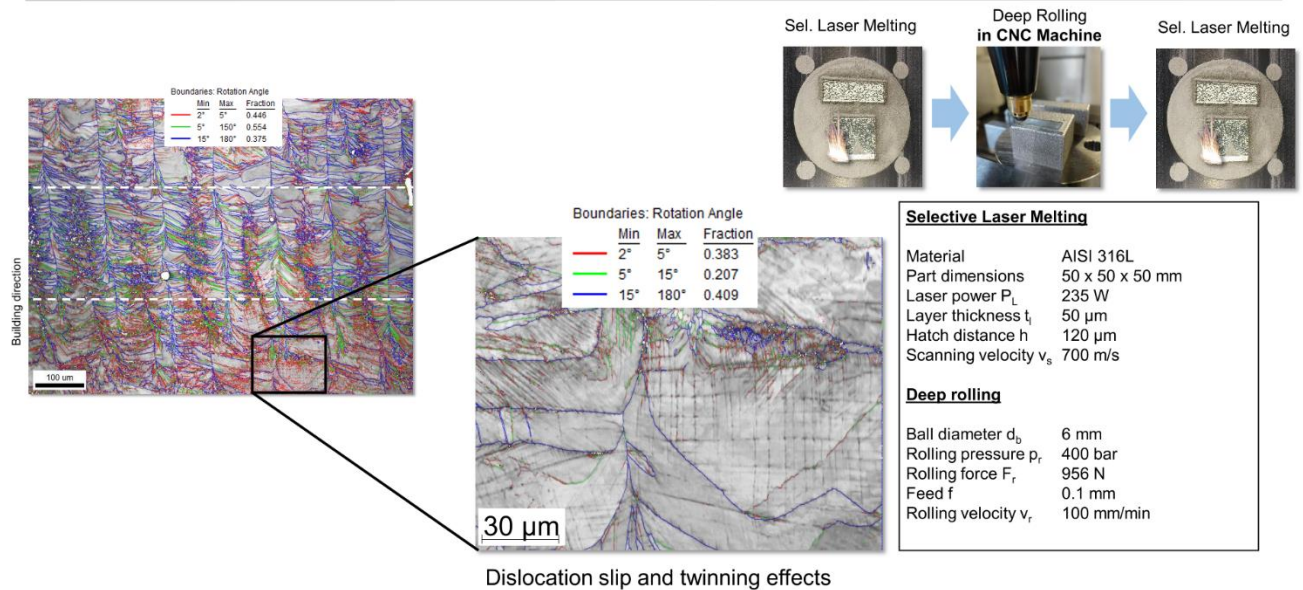 Sel. Laser Melting
Deep Rolling
in CNC Machine
Sel. Laser Melting
Boundaries: Rotation Angle
Min Max Fraction
2° 5° 0.446
5° 150° 0.554
15° 180° 0.375
Building direction
100 um
Boundaries: Rotation Angle
Min Max Fraction
2° 5° 0.383
5° 15° 0.207
15° 180° 0.409
30 µm
Dislocation slip and twinning effects
Selective Laser Melting
Material AISI 316L
Part dimensions 50 x 50 x 50 mm
Laser power PL 235 W
Layer thickness tl 50 µm
Hatch distance h 120 µm
Scanning velocity vs 700 m/s
Deep rolling
Ball diameter db 6 mm
Rolling pressure pr 400 bar
Rolling force Fr 956 N
Feed f 0.1 mm
Rolling velocity vr 100 mm/min